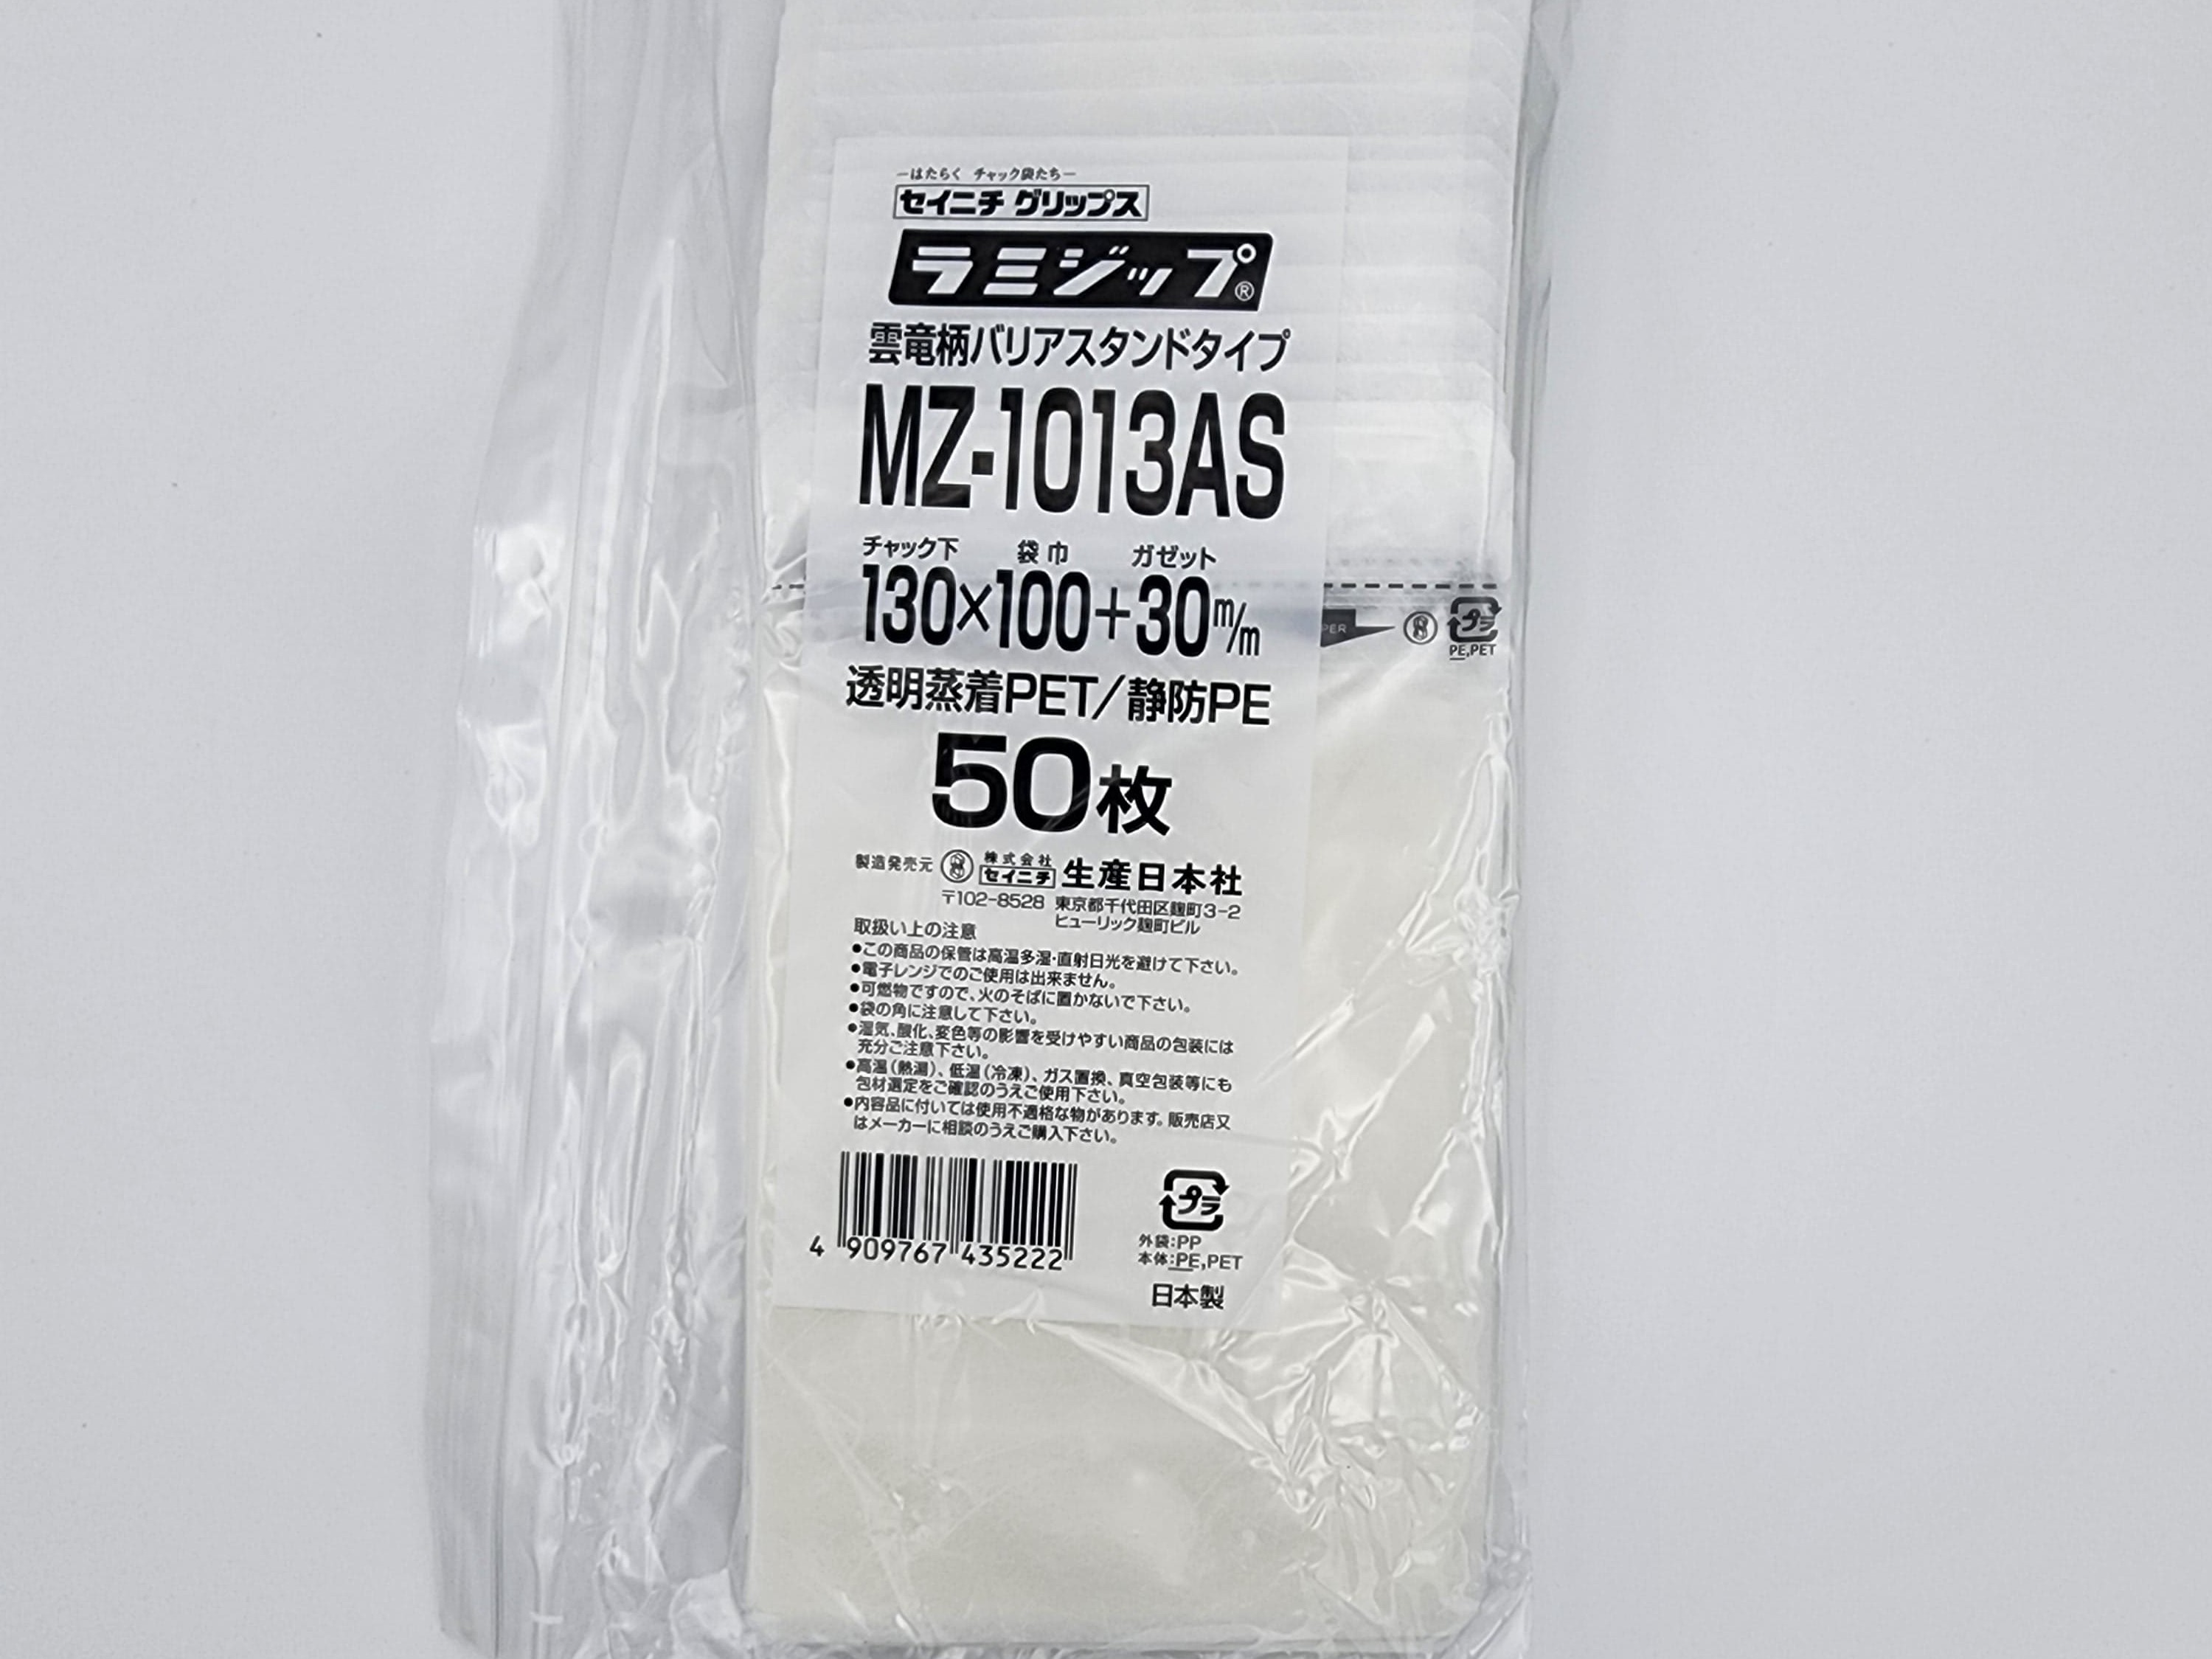 −はたらく チャック袋たち−
セイニチ グリップス
ラミジップ®
雲竜柄バリアスタンドタイプ
MZ-1013AS
チャック下 袋巾 ガゼット
130×100+30m/m
透明蒸着PET/静防PE
50枚
製造発売元 株式会社 セイニチ 生産日本社
〒102-8528 東京都千代田区麹町3-2
ヒューリック麹町ビル
取扱い上の注意
●この商品の保管は高温多湿・直射日光を避けて下さい。
●電子レンジでのご使用は出来ません。
●可燃物ですので、火のそばに置かないで下さい。
●袋の角に注意して下さい。
●湿気、酸化、変色等の影響を受けやすい商品の包装には
充分ご注意下さい。
●高温(熱湯)、低温(冷凍)、ガス置換、真空包装等にも
包材選定をご確認のうえご使用下さい。
●内容品に付いては使用不適格な物があります。販売店又
はメーカーに相談のうえご購入下さい。
4 909767 435222
プラ
外袋:PP
本体:PE,PET
日本製
プラ
PE,PET